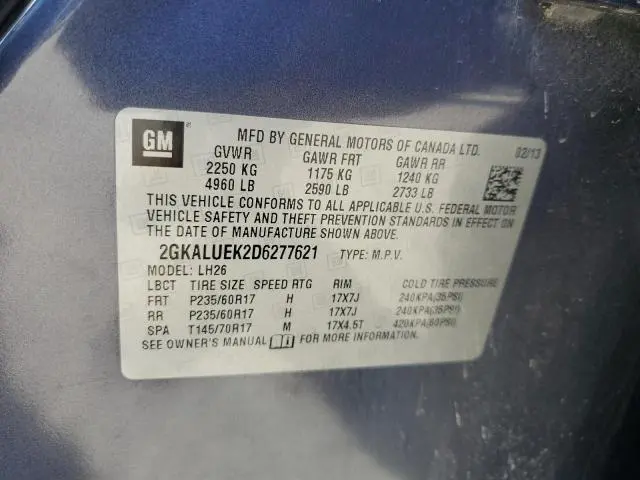 GM
MFD BY GENERAL MOTORS OF CANADA LTD. 02/13
GVWR GAWR FRT GAWR RR
2250 KG 1175 KG 1240 KG
4960 LB 2590 LB 2733 LB
THIS VEHICLE CONFORMS TO ALL APPLICABLE U.S. FEDERAL MOTOR
VEHICLE SAFETY AND THEFT PREVENTION STANDARDS IN EFFECT ON
THE DATE OF MANUFACTURE SHOWN ABOVE.
2GKALUEK2D6277621 TYPE: M.P.V.
MODEL: LH26
LBCT TIRE SIZE SPEED RTG RIM COLD TIRE PRESSURE
FRT P235/60R17 H 17X7J 240KPA(35PSI)
RR P235/60R17 H 17X7J 240KPA(35PSI)
SPA T145/70R17 M 17X4.5T 420KPA(60PSI)
SEE OWNER'S MANUAL FOR MORE INFORMATION.